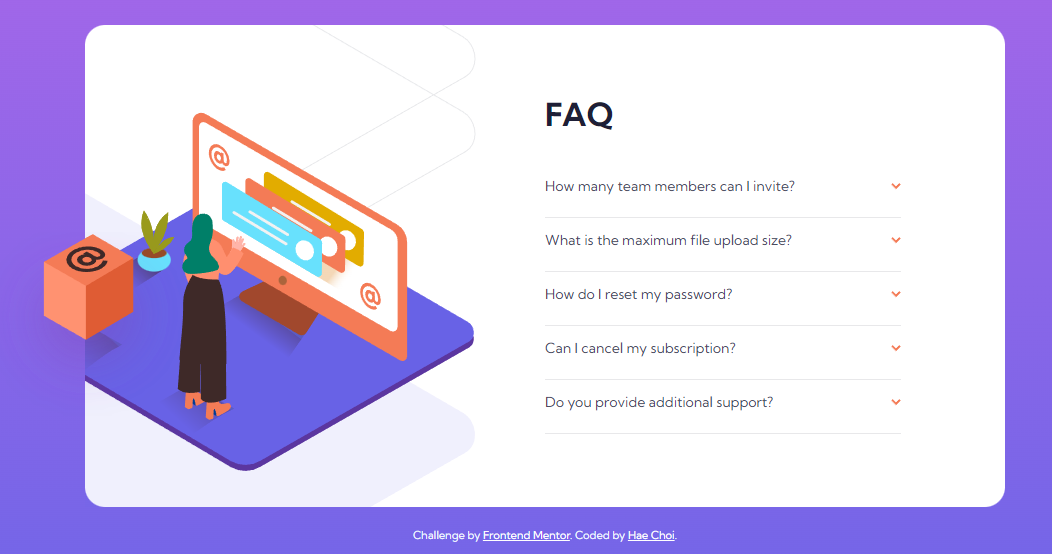 FAQ
How many team members can I invite?
What is the maximum file upload size?
How do I reset my password?
Can I cancel my subscription?
Do you provide additional support?
@
@
@
Challenge by Frontend Mentor. Coded by Hae Choi.